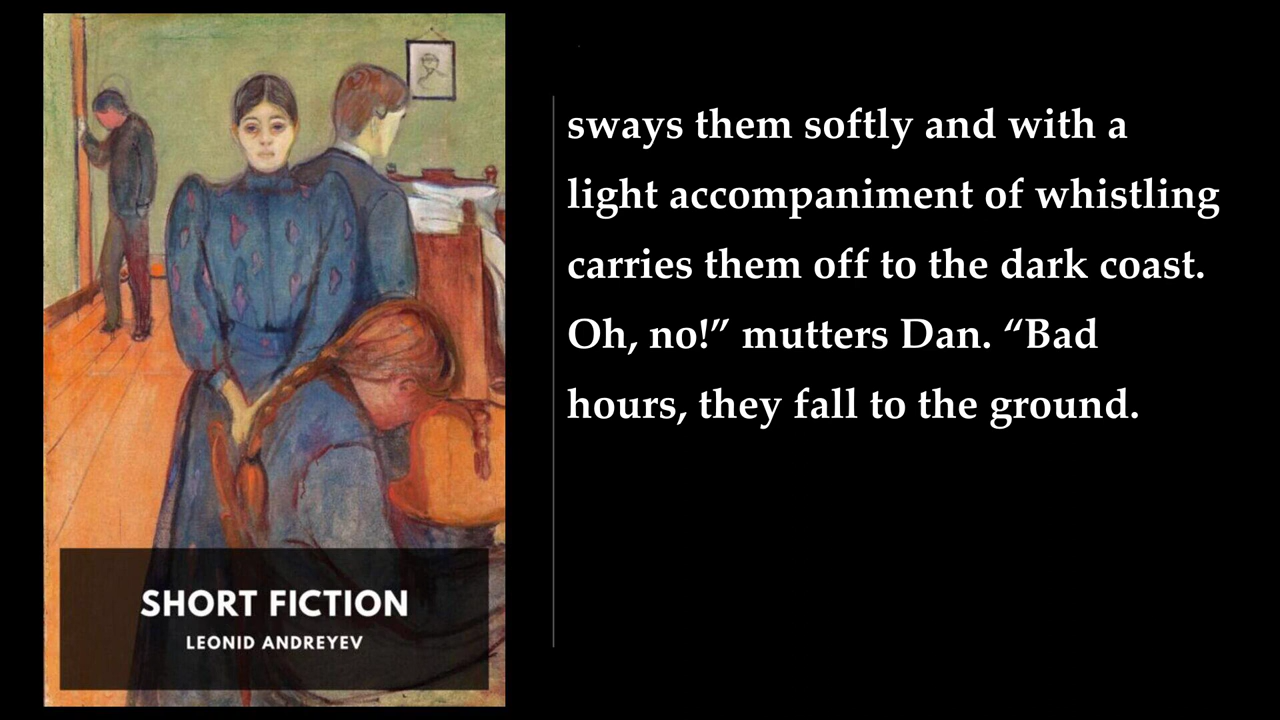 SHORT FICTION
LEONID ANDREYEV
sways them softly and with a
light accompaniment of whistling
carries them off to the dark coast.
Oh, no!” mutters Dan. “Bad
hours, they fall to the ground.